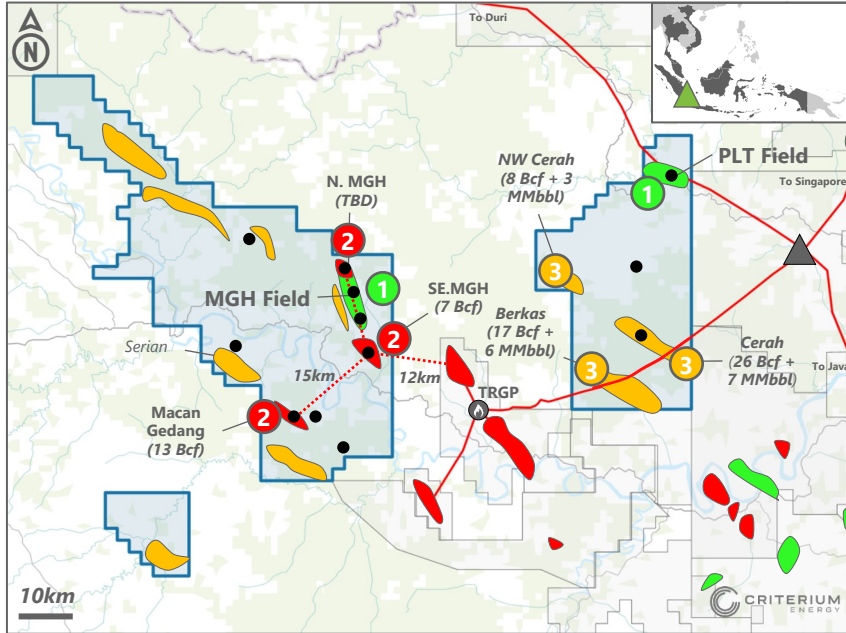 N
To Duri
NW Cerah
(8 Bcf + 3
MMbbl)
PLT Field
1
To Singapore
N. MGH
(TBD)
2
MGH Field
1
SE.MGH
(7 Bcf)
2
3
Berkas
(17 Bcf +
6 MMbbl)
3
Cerah
(26 Bcf +
7 MMbbl)
3
To Java
Serian
15km
12km
TRGP
Macan
Gedang
(13 Bcf)
2
10km
CRITERIUM
ENERGY